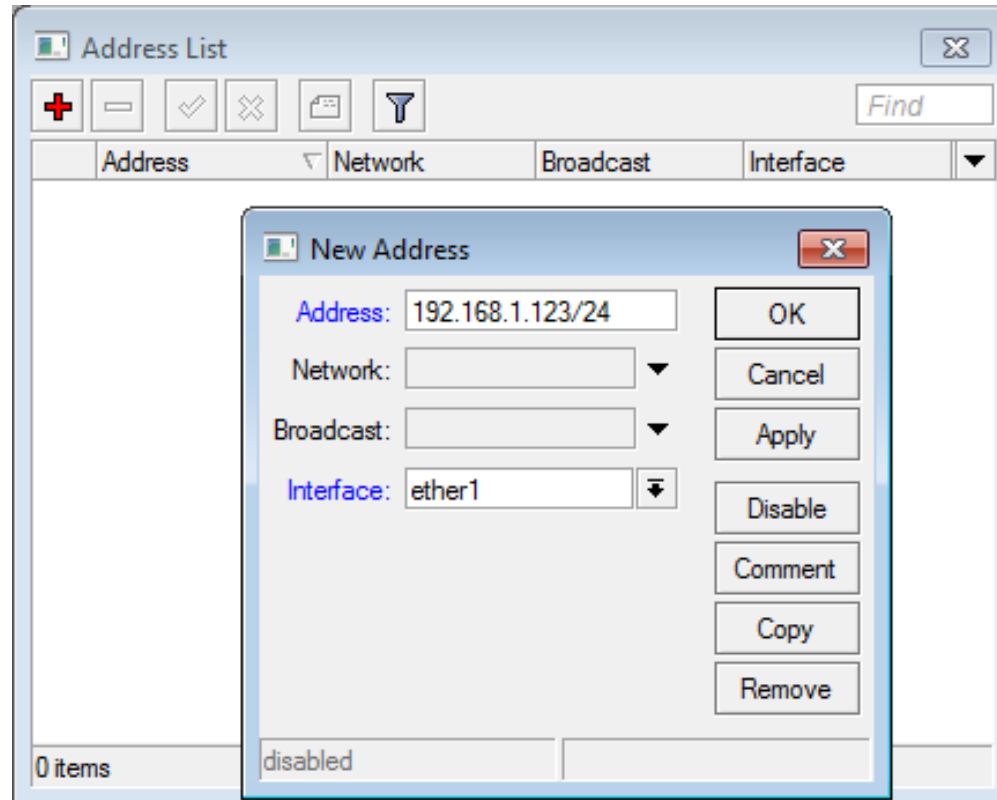 Address List
Find
Address Network Broadcast Interface
New Address
Address: 192.168.1.123/24 OK
Network: Cancel
Broadcast: Apply
Interface: ether1
Disable
Comment
Copy
Remove
0 items disabled